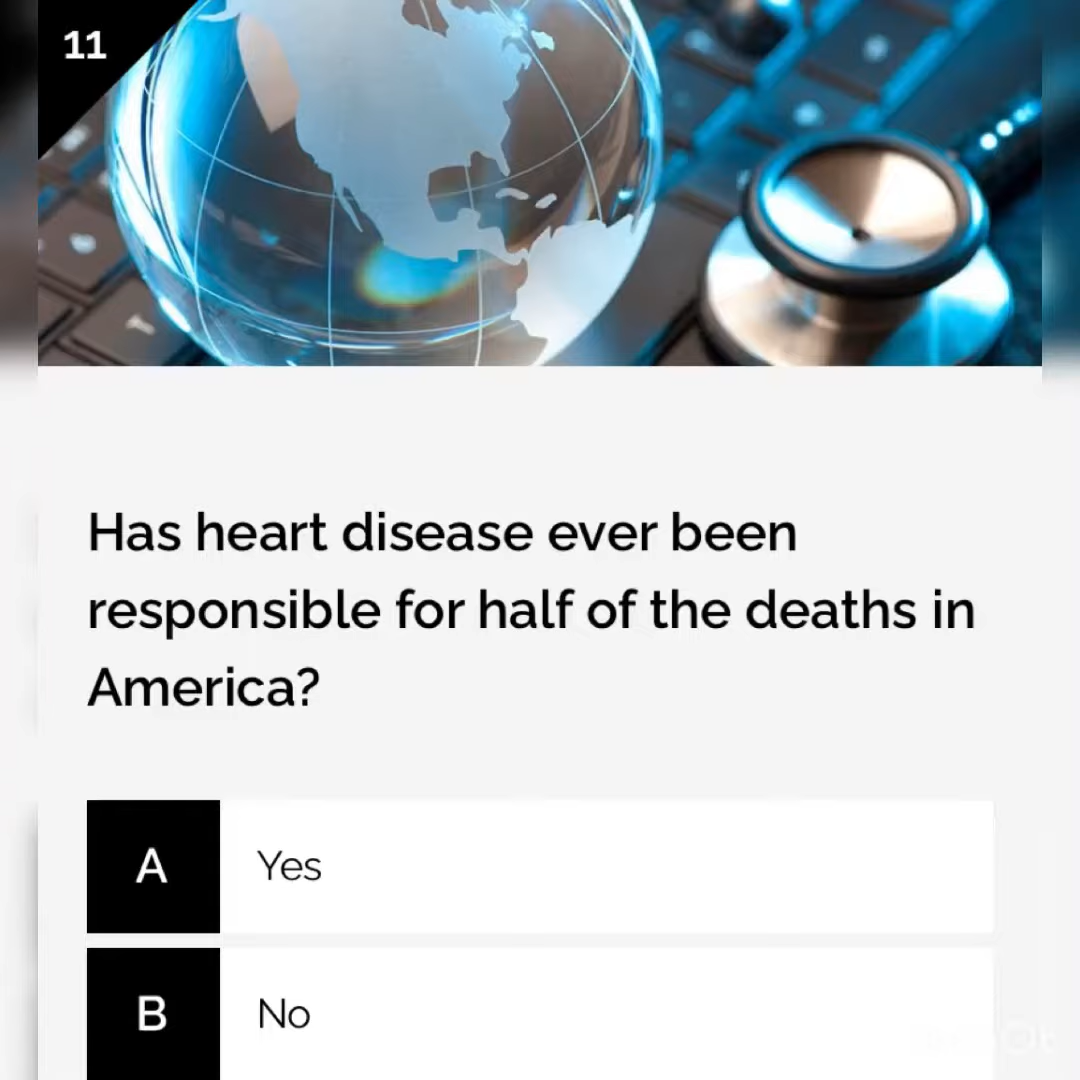 11
Has heart disease ever been
responsible for half of the deaths in
America?
A Yes
B No